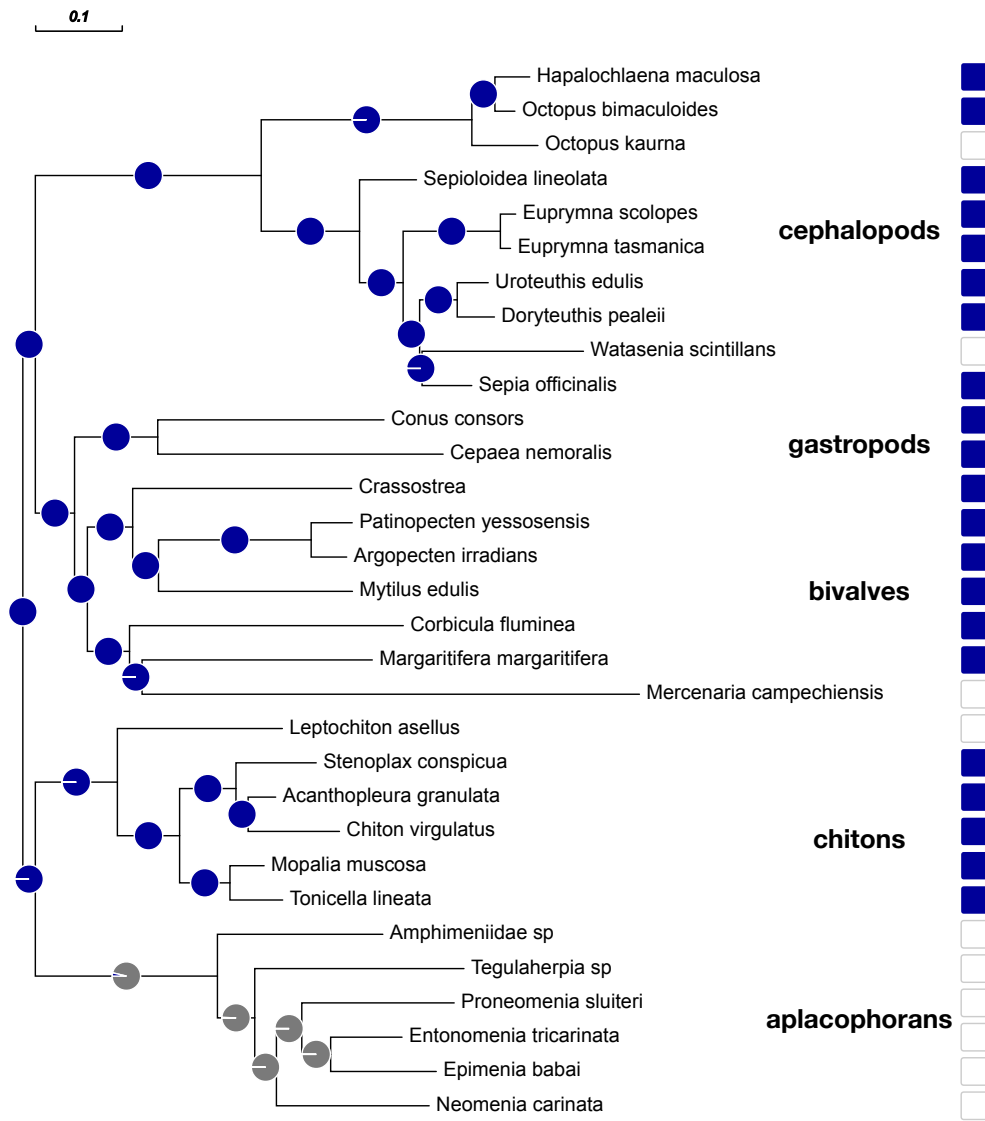 0.1
Hapalochlaena maculosa
Octopus bimaculoides
Octopus kaurna
Sepioloidea lineolata
Euprymna scolopes
cephalopods
Euprymna tasmanica
Uroteuthis edulis
Doryteuthis pealeii
Watasenia scintillans
Sepia officinalis
Conus consors
gastropods
Cepaea nemoralis
Crassostrea
Patinopecten yessosensis
Argopecten irradians
Mytilus edulis
bivalves
Corbicula fluminea
Margaritifera margaritifera
Mercenaria campechiensis
Leptochiton asellus
Stenoplax conspicua
Acanthopleura granulata
Chiton virgulatus
chitons
Mopalia muscosa
Tonicella lineata
Amphimeniidae sp
Tegulaherpia sp
Proneomenia sluiteri
aplacophorans
Entonomenia tricarinata
Epimenia babai
Neomenia carinata